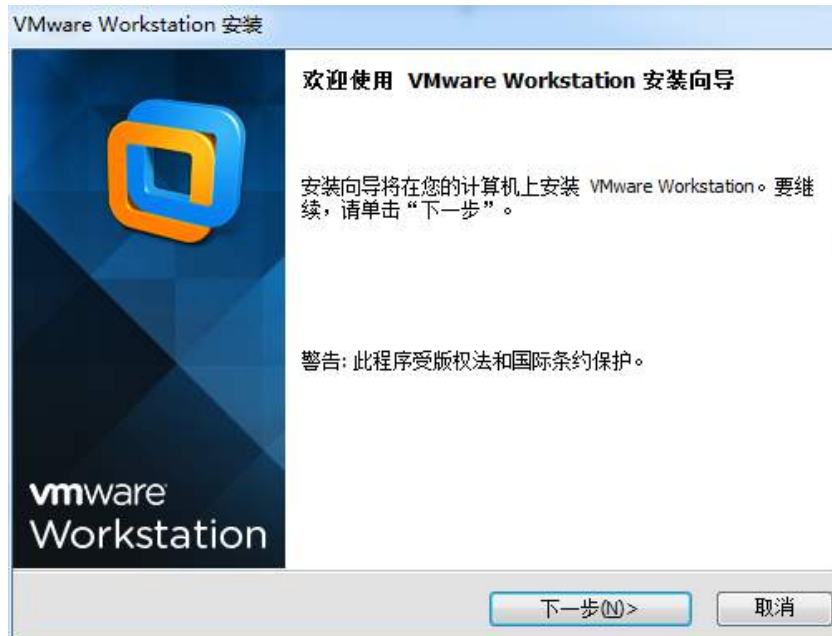 VMware Workstation 安装
欢迎使用 VMware Workstation 安装向导
安装向导将在您的计算机上安装 VMware Workstation。要继
续，请单击“下一步”。
警告: 此程序受版权法和国际条约保护。
vmware
Workstation
下一步(N)>
取消